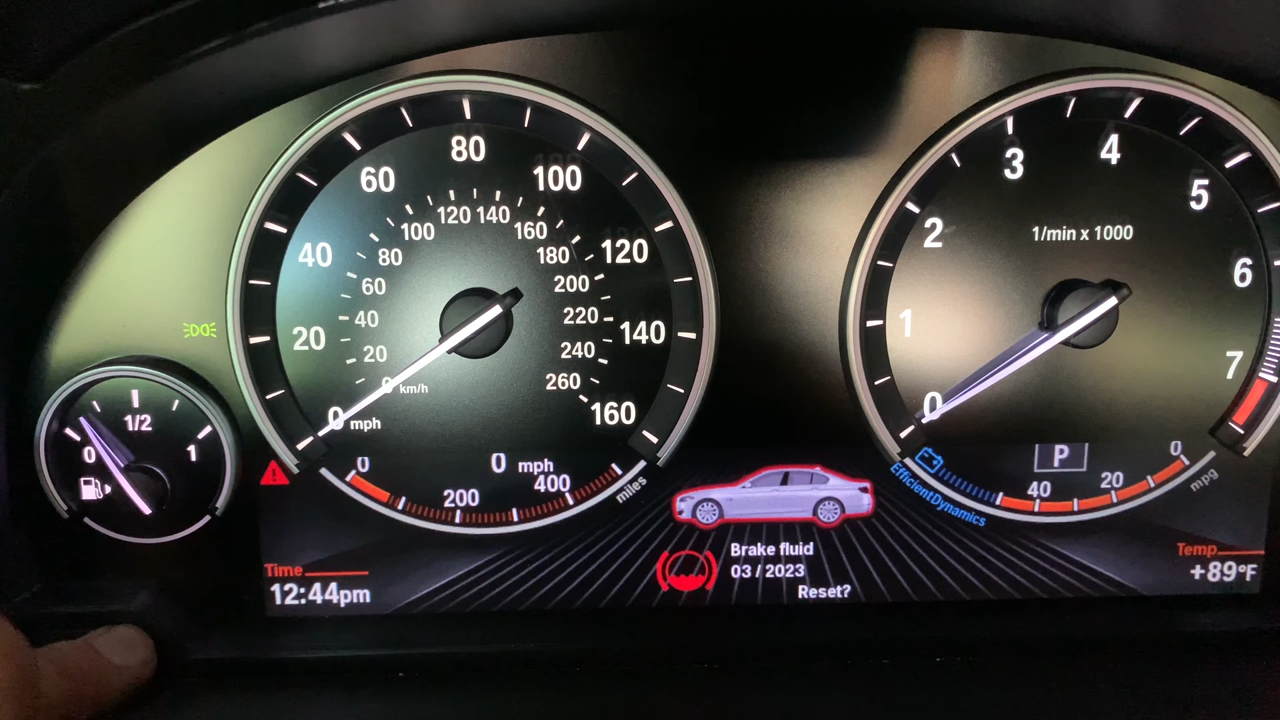 80
60
100
40
120
20
140
0 mph
160
120 140
100
160
80
180
60
200
40
220
20
240
0 km/h
260
1/2
0
1
0
0 mph
200
400
miles
3
4
5
2
1/min x 1000
6
1
7
0
P
0
40
20
mpg
EfficientDynamics
Time
12:44pm
Brake fluid
03 / 2023
Reset?
Temp
+89°F